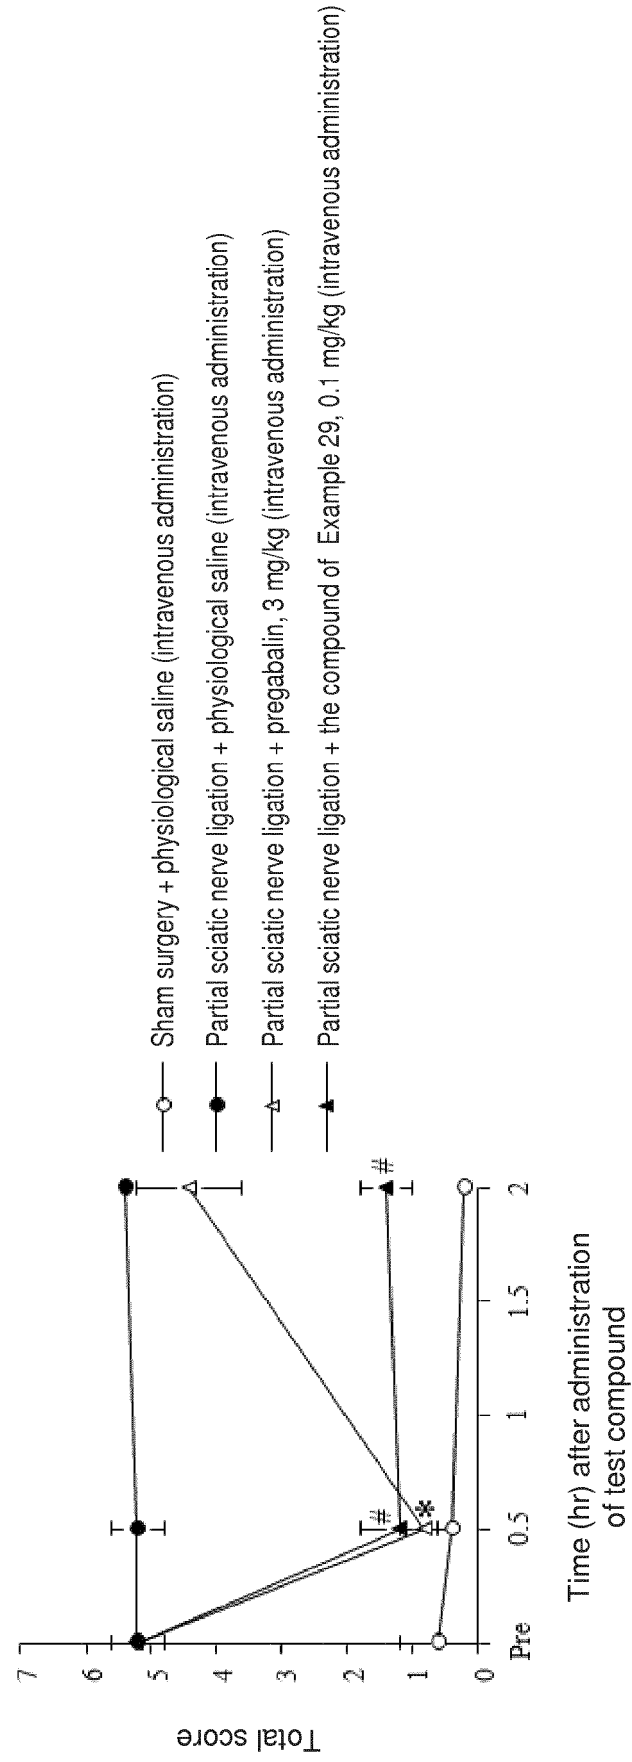 Total score
7
6
5
4
3
2
1
0
Pre
0.5
1
1.5
2
#
*
#
Time (hr) after administration
of test compound
Sham surgery + physiological saline (intravenous administration)
Partial sciatic nerve ligation + physiological saline (intravenous administration)
Partial sciatic nerve ligation + pregabalin, 3 mg/kg (intravenous administration)
Partial sciatic nerve ligation + the compound of Example 29, 0.1 mg/kg (intravenous administration)